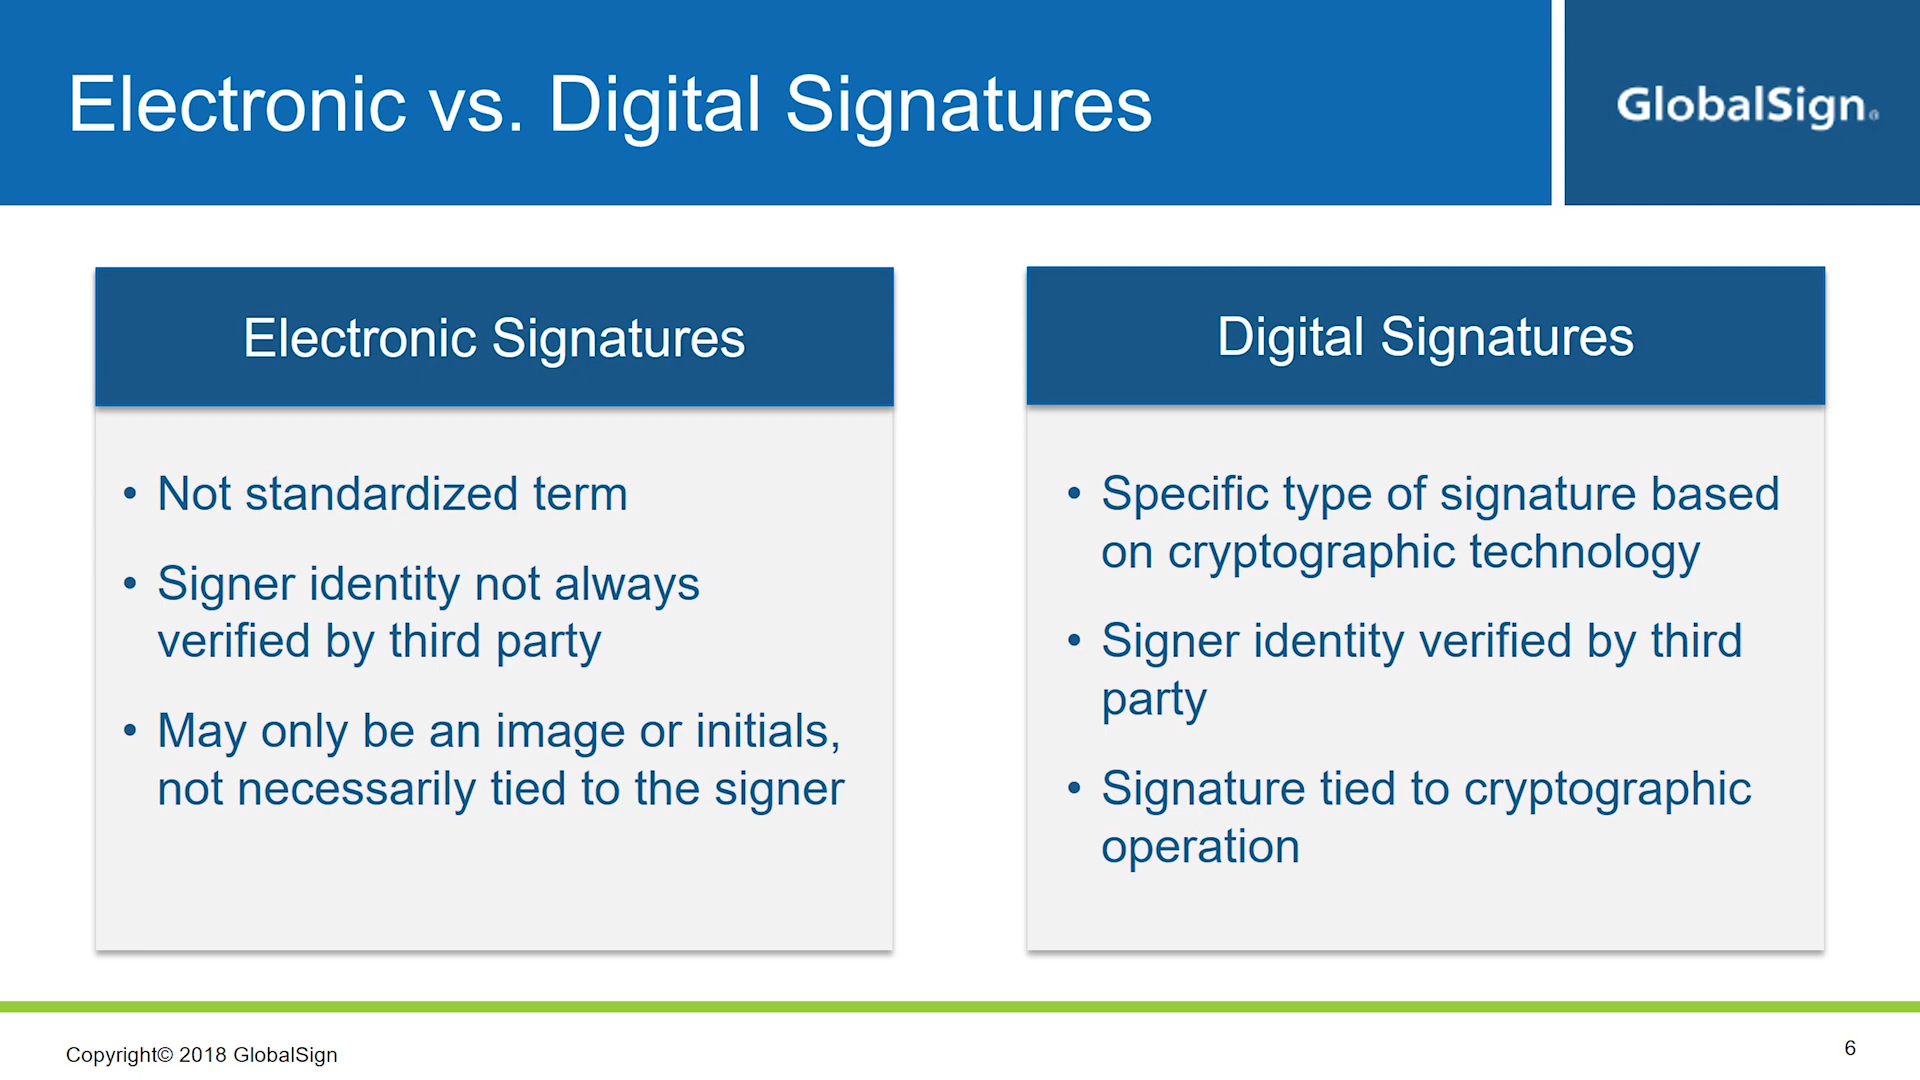 Electronic vs. Digital Signatures
GlobalSign®
Electronic Signatures
• Not standardized term
• Signer identity not always
verified by third party
• May only be an image or initials,
not necessarily tied to the signer
Digital Signatures
• Specific type of signature based
on cryptographic technology
• Signer identity verified by third
party
• Signature tied to cryptographic
operation
Copyright© 2018 GlobalSign
6